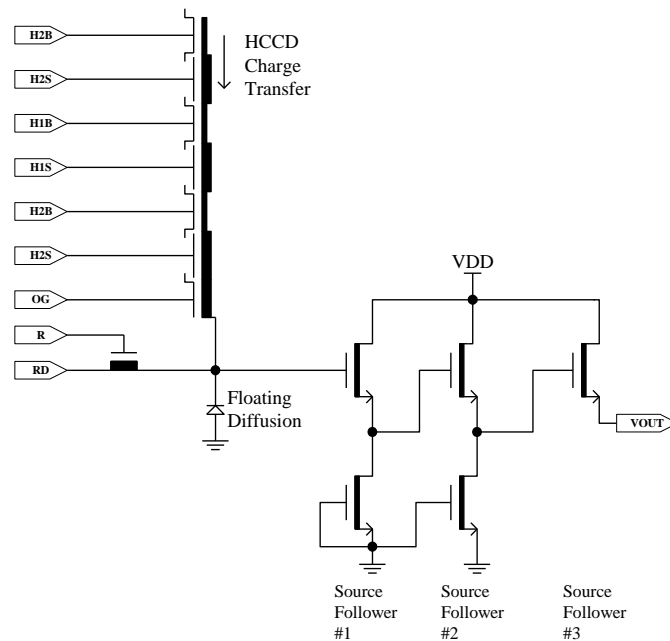 H2B
HCCD
Charge
Transfer
H2S
H1B
H1S
H2B
H2S
OG
VDD
R
RD
Floating
Diffusion
VOUT
Source
Follower
#1
Source
Follower
#2
Source
Follower
#3